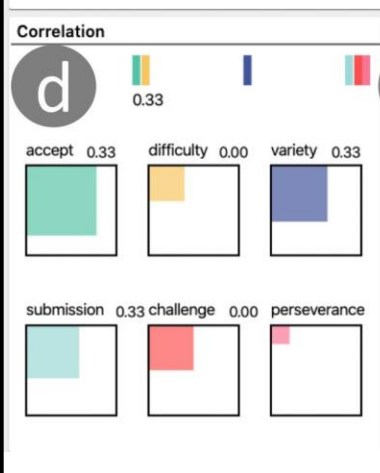 Correlation
d
0.33
accept 0.33 difficulty 0.00 variety 0.33
submission 0.33 challenge 0.00 perseverance